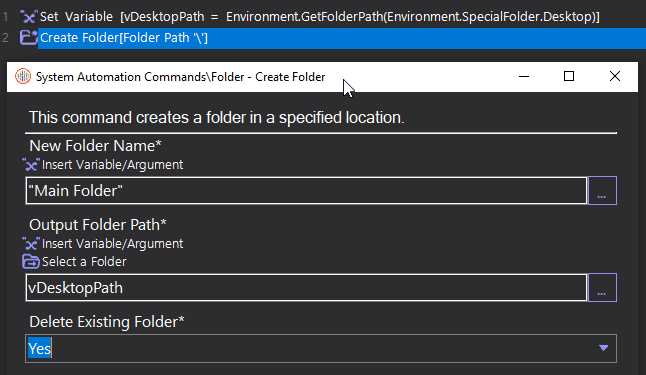 1 "x" Set Variable [vDesktopPath = Environment.GetFolderPath(Environment.SpecialFolder.Desktop)]
2 Create Folder[Folder Path '\']
System Automation Commands\Folder - Create Folder
This command creates a folder in a specified location.
New Folder Name*
"x" Insert Variable/Argument
"Main Folder" ...
Output Folder Path*
"x" Insert Variable/Argument
Select a Folder
vDesktopPath ...
Delete Existing Folder*
Yes